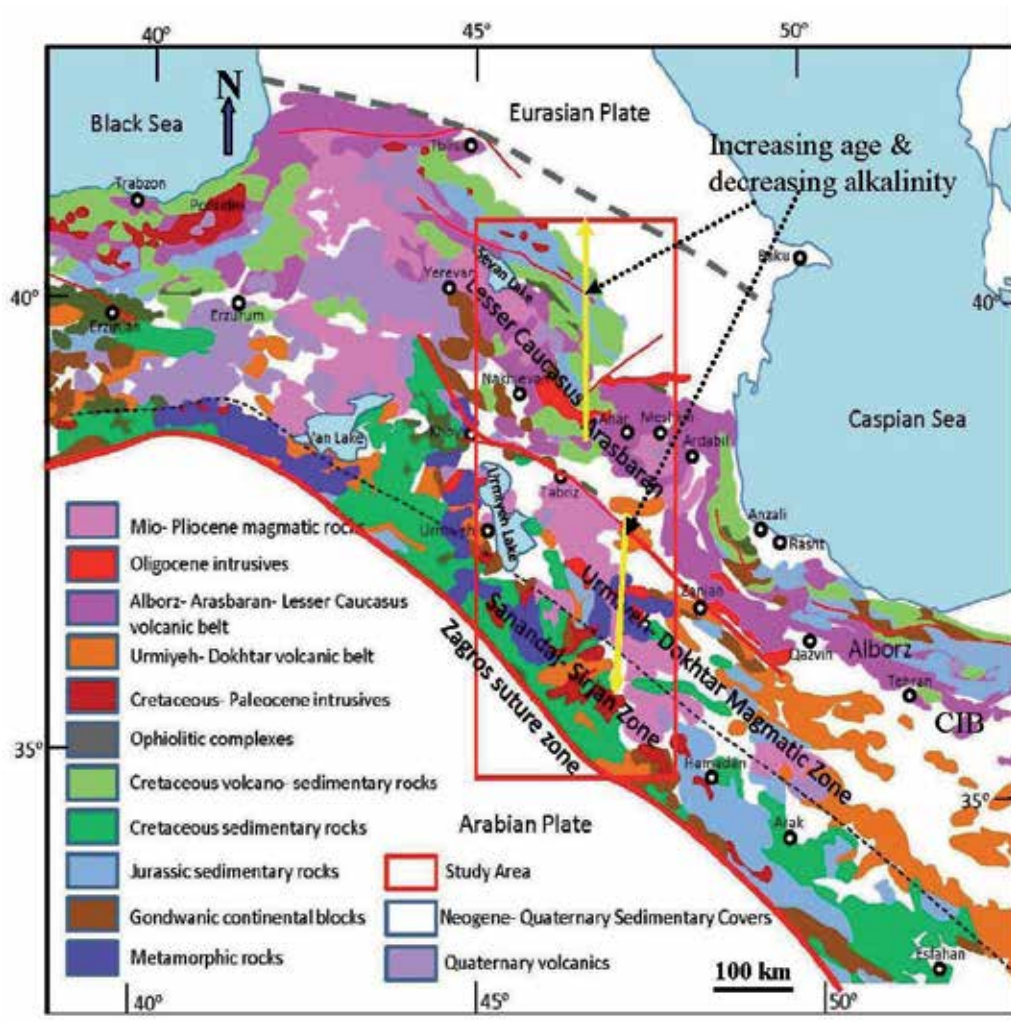 40°
45°
50°
N
Black Sea
Eurasian Plate
Increasing age &
decreasing alkalinity
Trabzon
Baku
40°
40°
Sevan Lake
Yerevan
Lesser Caucasus
Erzurum
Caspian Sea
Van Lake
Ahar
Arasbaran
Ardabil
Tabriz
Urmiyeh Lake
Urmiyeh
Anzali
Rasht
Zanjan
Qazvin
Alborz
Tehran
CIB
Urmiyeh- Dokhtar Magmatic Zone
Sanandaj- Sirjan Zone
Zagros suture zone
Hamadan
Arak
Esfahan
35°
35°
Arabian Plate
Mio- Pliocene magmatic rocks
Oligocene intrusives
Alborz- Arasbaran- Lesser Caucasus
volcanic belt
Urmiyeh- Dokhtar volcanic belt
Cretaceous- Paleocene intrusives
Ophiolitic complexes
Cretaceous volcano- sedimentary rocks
Cretaceous sedimentary rocks
Jurassic sedimentary rocks
Gondwanic continental blocks
Metamorphic rocks
Study Area
Neogene- Quaternary Sedimentary Covers
Quaternary volcanics
100 km
40°
45°
50°